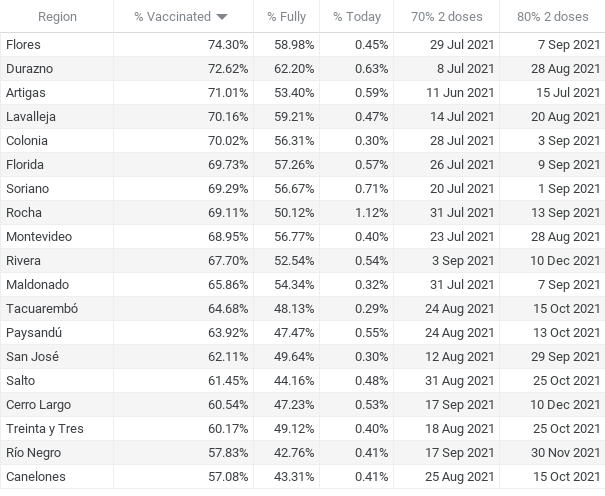 Region % Vaccinated % Fully % Today 70% 2 doses 80% 2 doses
Flores 74.30% 58.98% 0.45% 29 Jul 2021 7 Sep 2021
Durazno 72.62% 62.20% 0.63% 8 Jul 2021 28 Aug 2021
Artigas 71.01% 53.40% 0.59% 11 Jun 2021 15 Jul 2021
Lavalleja 70.16% 59.21% 0.47% 14 Jul 2021 20 Aug 2021
Colonia 70.02% 56.31% 0.30% 28 Jul 2021 3 Sep 2021
Florida 69.73% 57.26% 0.57% 26 Jul 2021 9 Sep 2021
Soriano 69.29% 56.67% 0.71% 20 Jul 2021 1 Sep 2021
Rocha 69.11% 50.12% 1.12% 31 Jul 2021 13 Sep 2021
Montevideo 68.95% 56.77% 0.40% 23 Jul 2021 28 Aug 2021
Rivera 67.70% 52.54% 0.54% 3 Sep 2021 10 Dec 2021
Maldonado 65.86% 54.34% 0.32% 31 Jul 2021 7 Sep 2021
Tacuarembó 64.68% 48.13% 0.29% 24 Aug 2021 15 Oct 2021
Paysandú 63.92% 47.47% 0.55% 24 Aug 2021 13 Oct 2021
San José 62.11% 49.64% 0.30% 12 Aug 2021 29 Sep 2021
Salto 61.45% 44.16% 0.48% 31 Aug 2021 25 Oct 2021
Cerro Largo 60.54% 47.23% 0.53% 17 Sep 2021 10 Dec 2021
Treinta y Tres 60.17% 49.12% 0.40% 18 Aug 2021 25 Oct 2021
Río Negro 57.83% 42.76% 0.41% 17 Sep 2021 30 Nov 2021
Canelones 57.08% 43.31% 0.41% 25 Aug 2021 15 Oct 2021